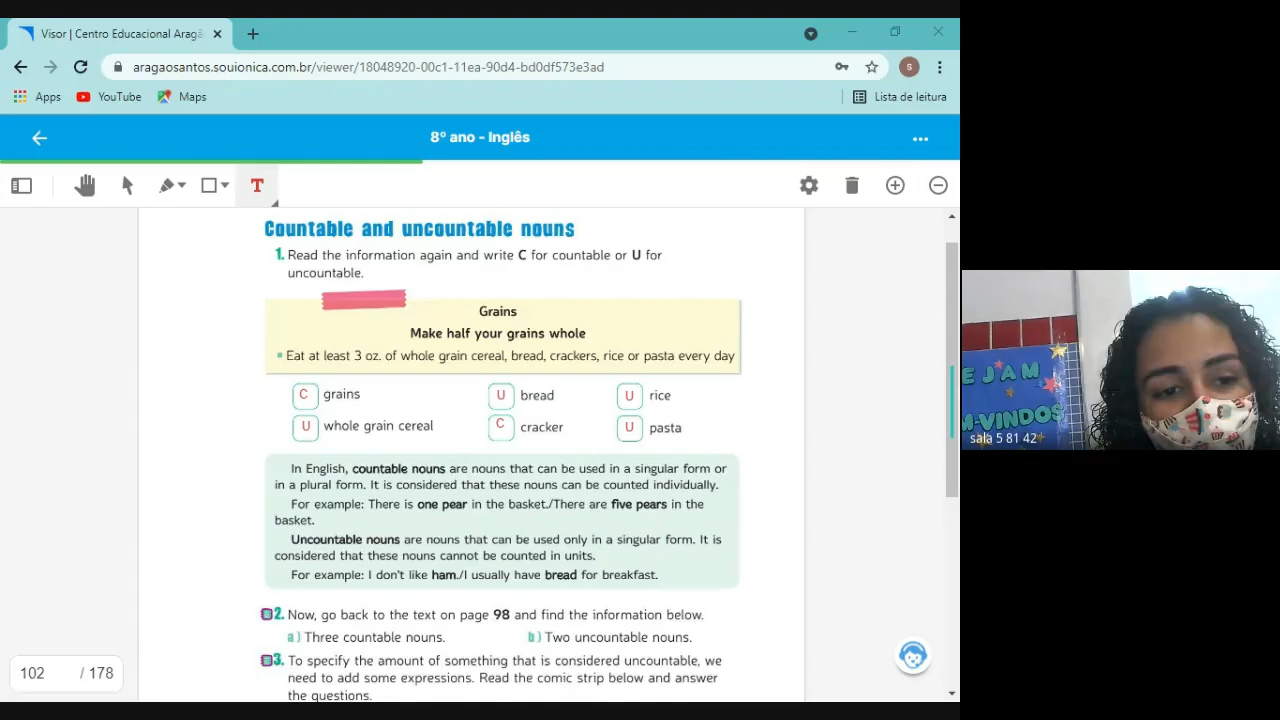 Visor | Centro Educacional Aragã
aragaosantos.souionica.com.br/viewer/18048920-00c1-11ea-90d4-bd0df573e3ad
S
Apps
YouTube
Maps
Lista de leitura
8º ano - Inglês
T
Countable and uncountable nouns
1. Read the information again and write C for countable or U for
uncountable.
Grains
Make half your grains whole
▪ Eat at least 3 oz. of whole grain cereal, bread, crackers, rice or pasta every day
C grains U bread U rice
U whole grain cereal C cracker U pasta
In English, countable nouns are nouns that can be used in a singular form or
in a plural form. It is considered that these nouns can be counted individually.
For example: There is one pear in the basket./There are five pears in the
basket.
Uncountable nouns are nouns that can be used only in a singular form. It is
considered that these nouns cannot be counted in units.
For example: I don't like ham./I usually have bread for breakfast.
2. Now, go back to the text on page 98 and find the information below.
a) Three countable nouns. b) Two uncountable nouns.
3. To specify the amount of something that is considered uncountable, we
need to add some expressions. Read the comic strip below and answer
the questions.
102 / 178
EJAM
M-VINDOS
sala 5 81 42